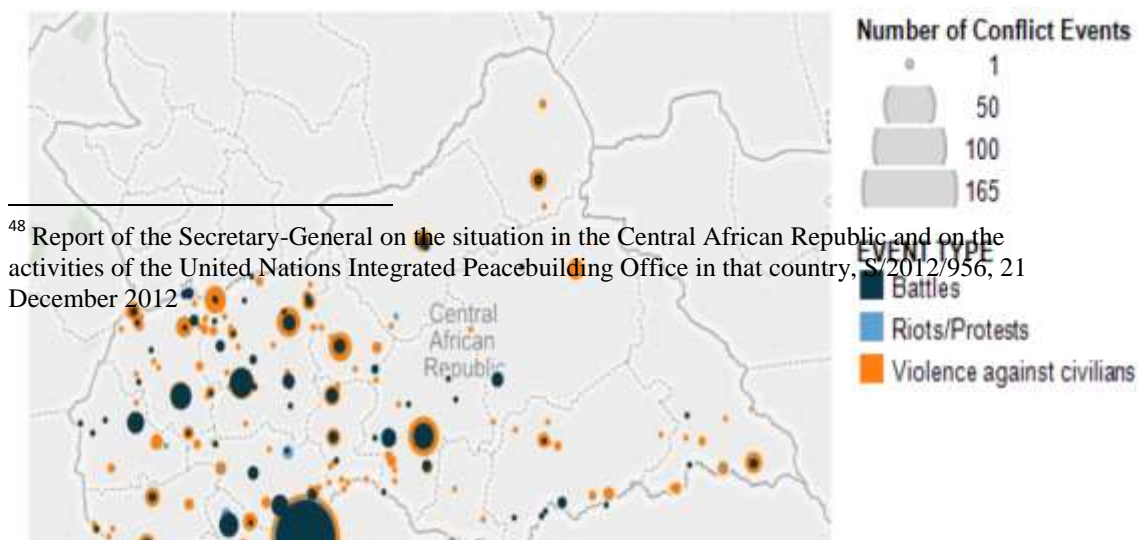 Number of Conflict Events
1
50
100
165
48 Report of the Secretary-General on the situation in the Central African Republic and on the
activities of the United Nations Integrated Peacebuilding Office in that country, S/2012/956, 21
December 2012
EVENT TYPE
Battles
Riots/Protests
Violence against civilians
Central
African
Republic